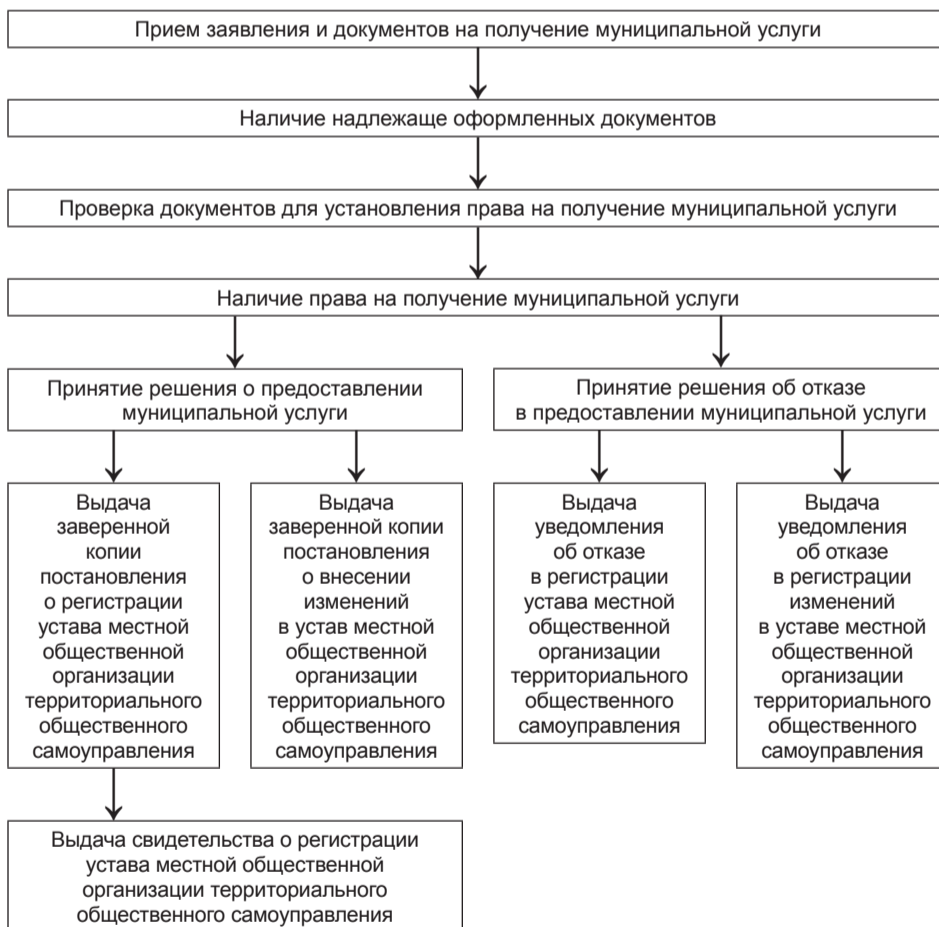 Прием заявления и документов на получение муниципальной услуги
Наличие надлежаще оформленных документов
Проверка документов для установления права на получение муниципальной услуги
Наличие права на получение муниципальной услуги
Принятие решения о предоставлении
муниципальной услуги
Принятие решения об отказе
в предоставлении муниципальной услуги
Выдача
заверенной
копии
постановления
о регистрации
устава местной
общественной
организации
территориального
общественного
самоуправления
Выдача
заверенной копии
постановления
о внесении
изменений
в устав местной
общественной
организации
территориального
общественного
самоуправления
Выдача
уведомления
об отказе
в регистрации
устава местной
общественной
организации
территориального
общественного
самоуправления
Выдача
уведомления
об отказе
в регистрации
изменений
в уставе местной
общественной
организации
территориального
общественного
самоуправления
Выдача свидетельства о регистрации
устава местной общественной
организации территориального
общественного самоуправления